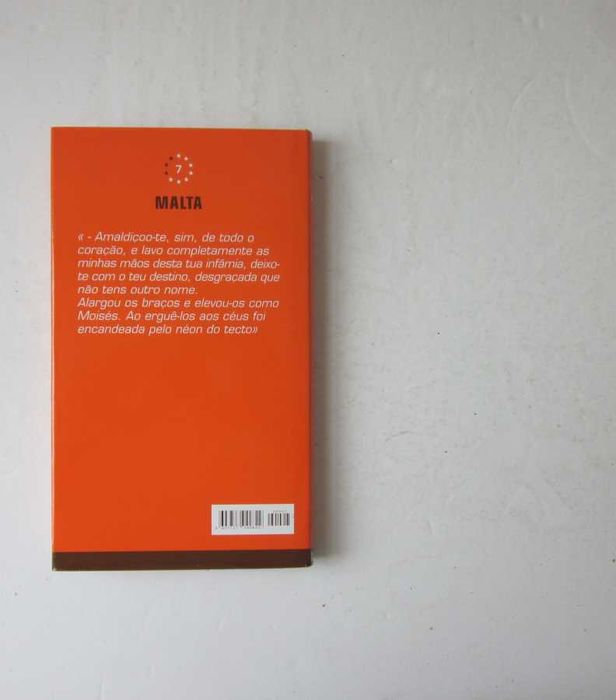 7
MALTA
« - Amaldiçoo-te, sim, de todo o
coração, e lavo completamente as
minhas mãos desta tua infâmia, deixo-
te com o teu destino, desgraçada que
não tens outro nome.
Alargou os braços e elevou-os como
Moisés. Ao erguê-los aos céus foi
encandeada pelo néon do tecto»